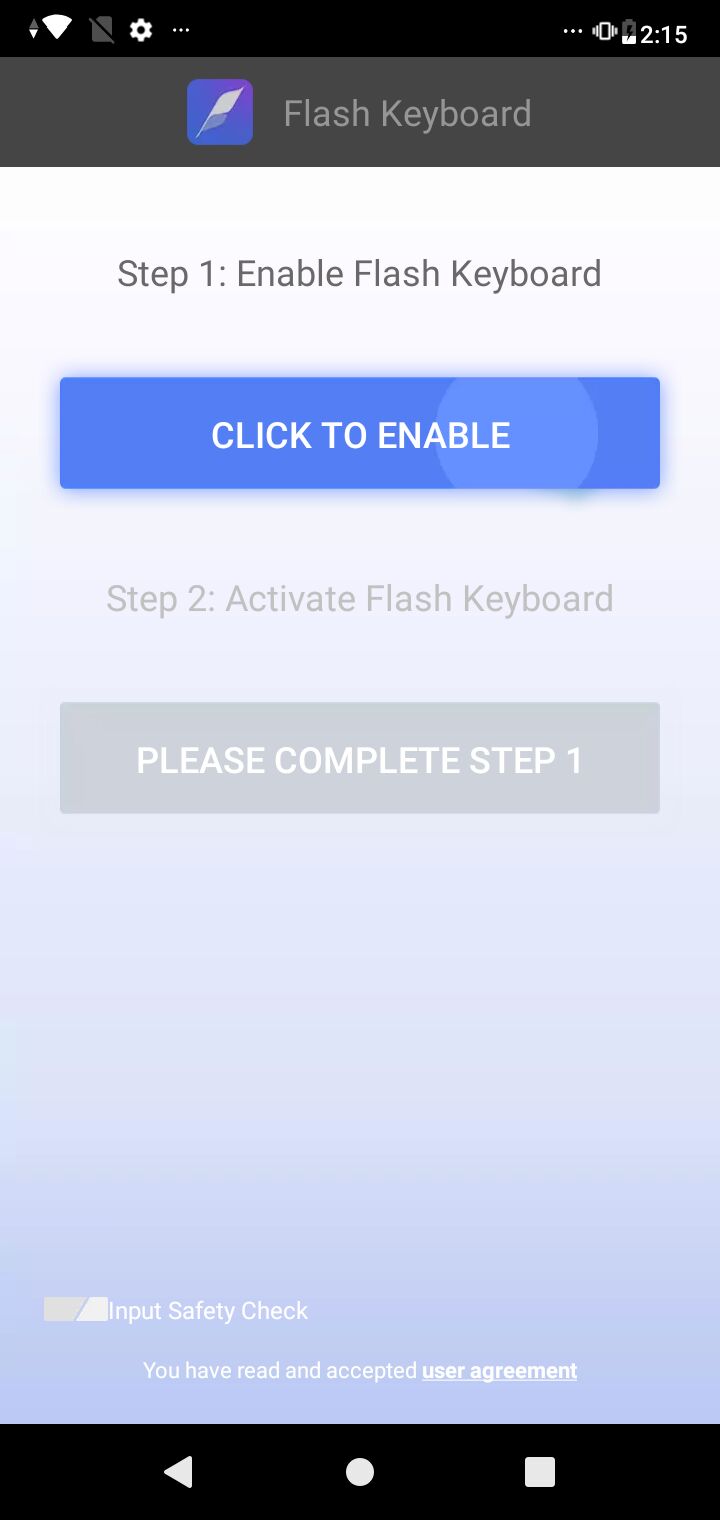 2:15
Flash Keyboard
Step 1: Enable Flash Keyboard
CLICK TO ENABLE
Step 2: Activate Flash Keyboard
PLEASE COMPLETE STEP 1
Input Safety Check
You have read and accepted user agreement